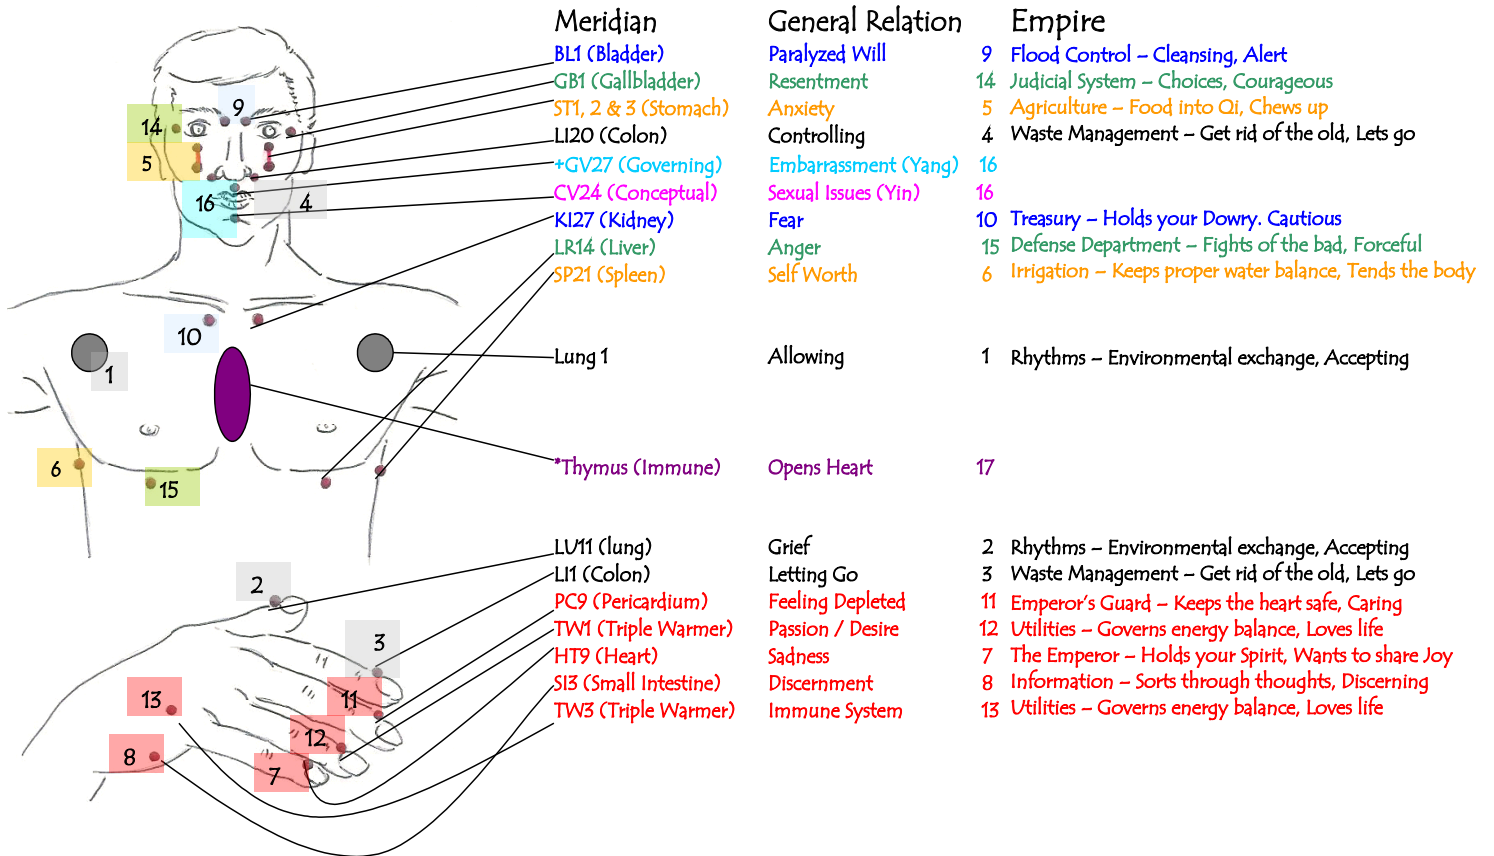 Meridian General Relation Empire
BL1 (Bladder) Paralyzed Will 9 Flood Control – Cleansing, Alert
GB1 (Gallbladder) Resentment 14 Judicial System – Choices, Courageous
ST1, 2 & 3 (Stomach) Anxiety 5 Agriculture – Food into Qi, Chews up
LI20 (Colon) Controlling 4 Waste Management – Get rid of the old, Lets go
+GV27 (Governing) Embarrassment (Yang) 16
CV24 (Conceptual) Sexual Issues (Yin) 16
KI27 (Kidney) Fear 10 Treasury – Holds your Dowry. Cautious
LR14 (Liver) Anger 15 Defense Department – Fights of the bad, Forceful
SP21 (Spleen) Self Worth 6 Irrigation – Keeps proper water balance, Tends the body
Lung 1 Allowing 1 Rhythms – Environmental exchange, Accepting
*Thymus (Immune) Opens Heart 17
LU11 (lung) Grief 2 Rhythms – Environmental exchange, Accepting
LI1 (Colon) Letting Go 3 Waste Management – Get rid of the old, Lets go
PC9 (Pericardium) Feeling Depleted 11 Emperor's Guard – Keeps the heart safe, Caring
TW1 (Triple Warmer) Passion / Desire 12 Utilities – Governs energy balance, Loves life
HT9 (Heart) Sadness 7 The Emperor – Holds your Spirit, Wants to share Joy
SI3 (Small Intestine) Discernment 8 Information – Sorts through thoughts, Discerning
TW3 (Triple Warmer) Immune System 13 Utilities – Governs energy balance, Loves life
9
14
5
16
4
10
1
6
15
2
3
13
11
12
8
7